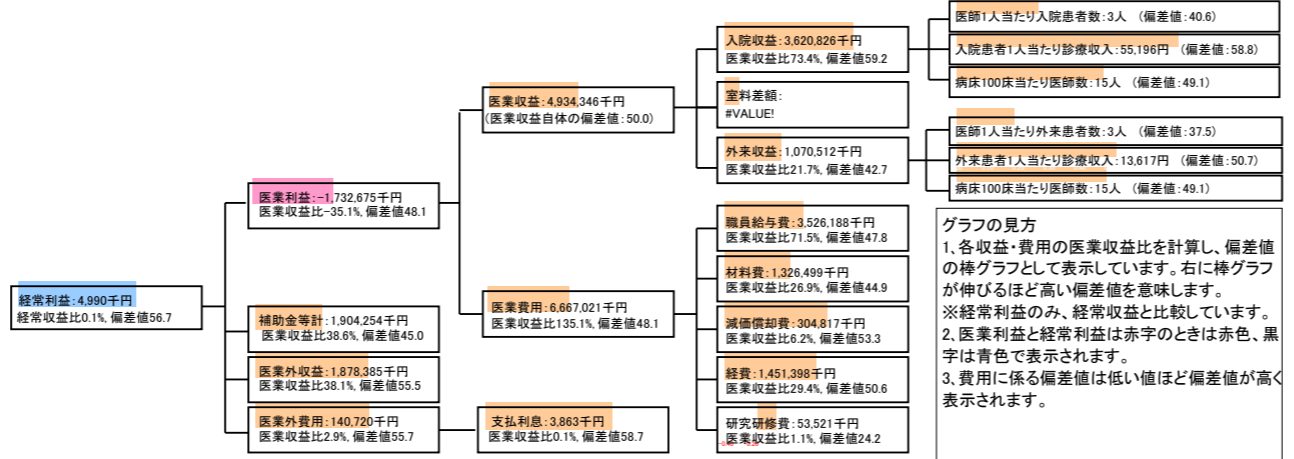 経常利益:4,990千円
経常収益比0.1%, 偏差値56.7
医業利益:-1,732,675千円
医業収益比-35.1%, 偏差値48.1
補助金等計:1,904,254千円
医業収益比38.6%, 偏差値45.0
医業外収益:1,878,385千円
医業収益比38.1%, 偏差値55.5
医業外費用:140,720千円
医業収益比2.9%, 偏差値55.7
医業収益:4,934,346千円
(医業収益自体の偏差値:50.0)
医業費用:6,667,021千円
医業収益比135.1%, 偏差値48.1
支払利息:3,863千円
医業収益比0.1%, 偏差値58.7
入院収益:3,620,826千円
医業収益比73.4%, 偏差値59.2
室料差額:
#VALUE!
外来収益:1,070,512千円
医業収益比21.7%, 偏差値42.7
職員給与費:3,526,188千円
医業収益比71.5%, 偏差値47.8
材料費:1,326,499千円
医業収益比26.9%, 偏差値44.9
減価償却費:304,817千円
医業収益比6.2%, 偏差値53.3
経費:1,451,398千円
医業収益比29.4%, 偏差値50.6
研究研修費:53,521千円
医業収益比1.1%, 偏差値24.2
医師1人当たり入院患者数:3人 (偏差値:40.6)
入院患者1人当たり診療収入:55,196円 (偏差値:58.8)
病床100床当たり医師数:15人 (偏差値:49.1)
医師1人当たり外来患者数:3人 (偏差値:37.5)
外来患者1人当たり診療収入:13,617円 (偏差値:50.7)
病床100床当たり医師数:15人 (偏差値:49.1)
グラフの見方
1、各収益・費用の医業収益比を計算し、偏差値
の棒グラフとして表示しています。右に棒グラフ
が伸びるほど高い偏差値を意味します。
※経常利益のみ、経常収益と比較しています。
2、医業利益と経常利益は赤字のときは赤色、黒
字は青色で表示されます。
3、費用に係る偏差値は低い値ほど偏差値が高く
表示されます。